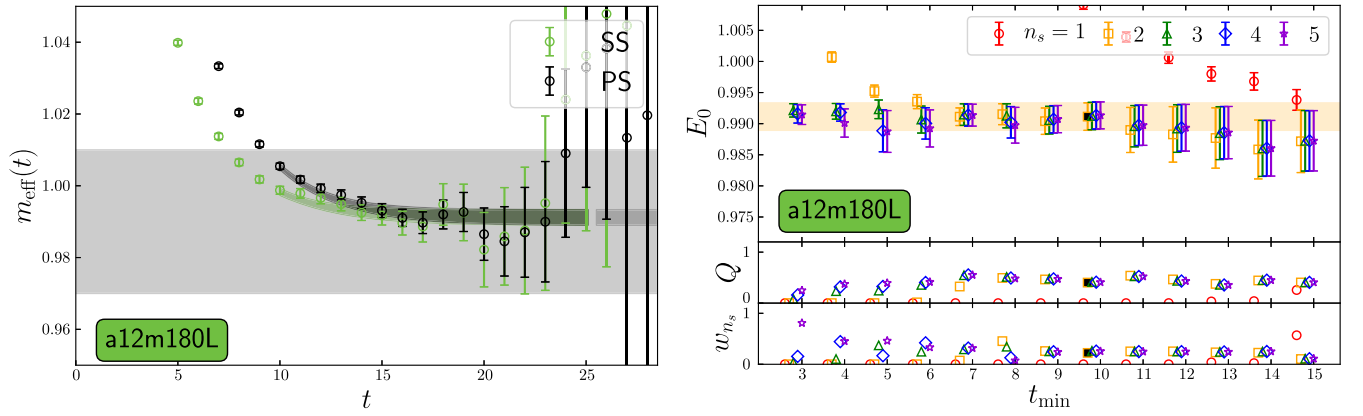 1.04
1.02
1.00
0.98
0.96
m_eff(t)
SS
PS
a12m180L
0 5 10 15 20 25
t
1.005
1.000
0.995
0.990
0.985
0.975
E_0
n_s = 1 2 3 4 5
a12m180L
1
0
Q
1
0
w_{n_s}
3 4 5 6 7 8 9 10 11 12 13 14 15
t_min